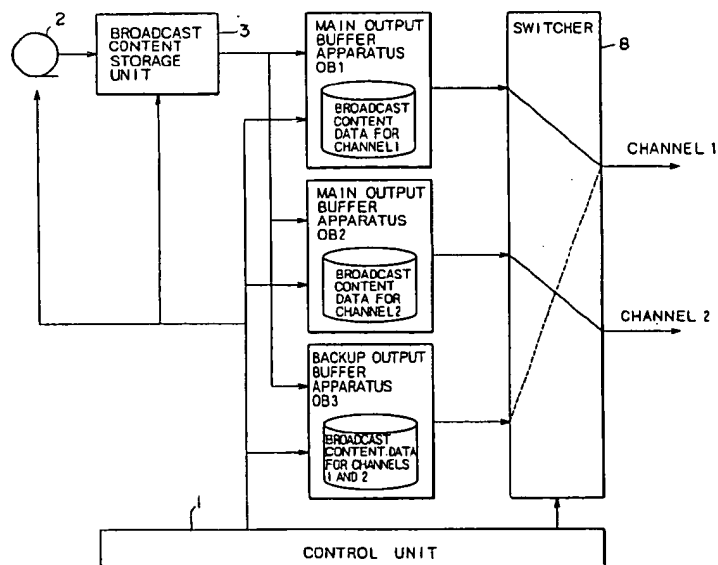 2
BROADCAST
CONTENT
STORAGE
UNIT
3
MAIN OUTPUT
BUFFER
APPARATUS
OB1
BROADCAST
CONTENT
DATA FOR
CHANNEL1
SWITCHER
8
CHANNEL 1
MAIN OUTPUT
BUFFER
APPARATUS
OB2
BROADCAST
CONTENT
DATA FOR
CHANNEL2
CHANNEL 2
BACKUP OUTPUT
BUFFER
APPARATUS
OB3
BROADCAST
CONTENT.DATA
FOR CHANNELS
1 AND 2
1
CONTROL UNIT